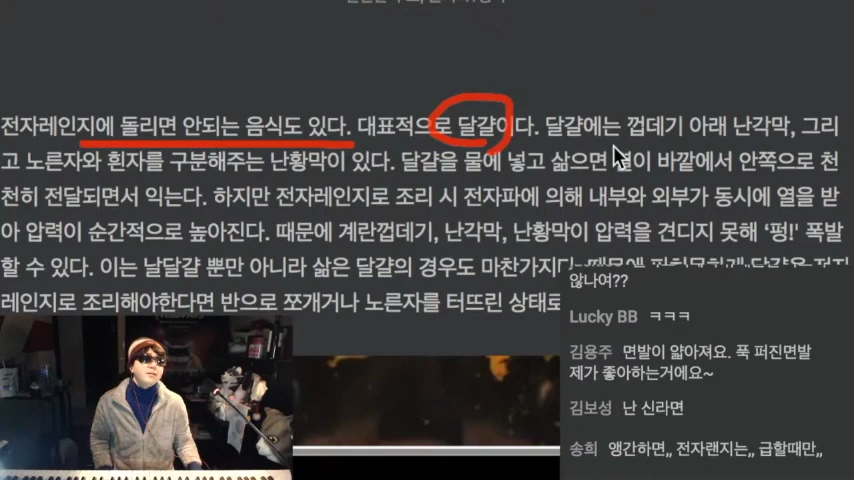 전자레인지에 돌리면 안되는 음식도 있다. 대표적으로 달걀이다. 달걀에는 껍데기 아래 난각막, 그리
고 노른자와 흰자를 구분해주는 난황막이 있다. 달걀을 물에 넣고 삶으면 열이 바깥에서 안쪽으로 천
천히 전달되면서 익는다. 하지만 전자레인지로 조리 시 전자파에 의해 내부와 외부가 동시에 열을 받
아 압력이 순간적으로 높아진다. 때문에 계란껍데기, 난각막, 난황막이 압력을 견디지 못해 ‘펑!' 폭발
할 수 있다. 이는 날달걀 뿐만 아니라 삶은 달걀의 경우도 마찬가지다.
레인지로 조리해야한다면 반으로 쪼개거나 노른자를 터뜨린 상태로
않나여??
Lucky BB ㅋㅋㅋ
김용주 면발이 얇아져요. 푹 퍼진면발
제가 좋아하는거에요~
김보성 난 신라면
송희 앵간하면,, 전자랜지는,, 급할때만,,